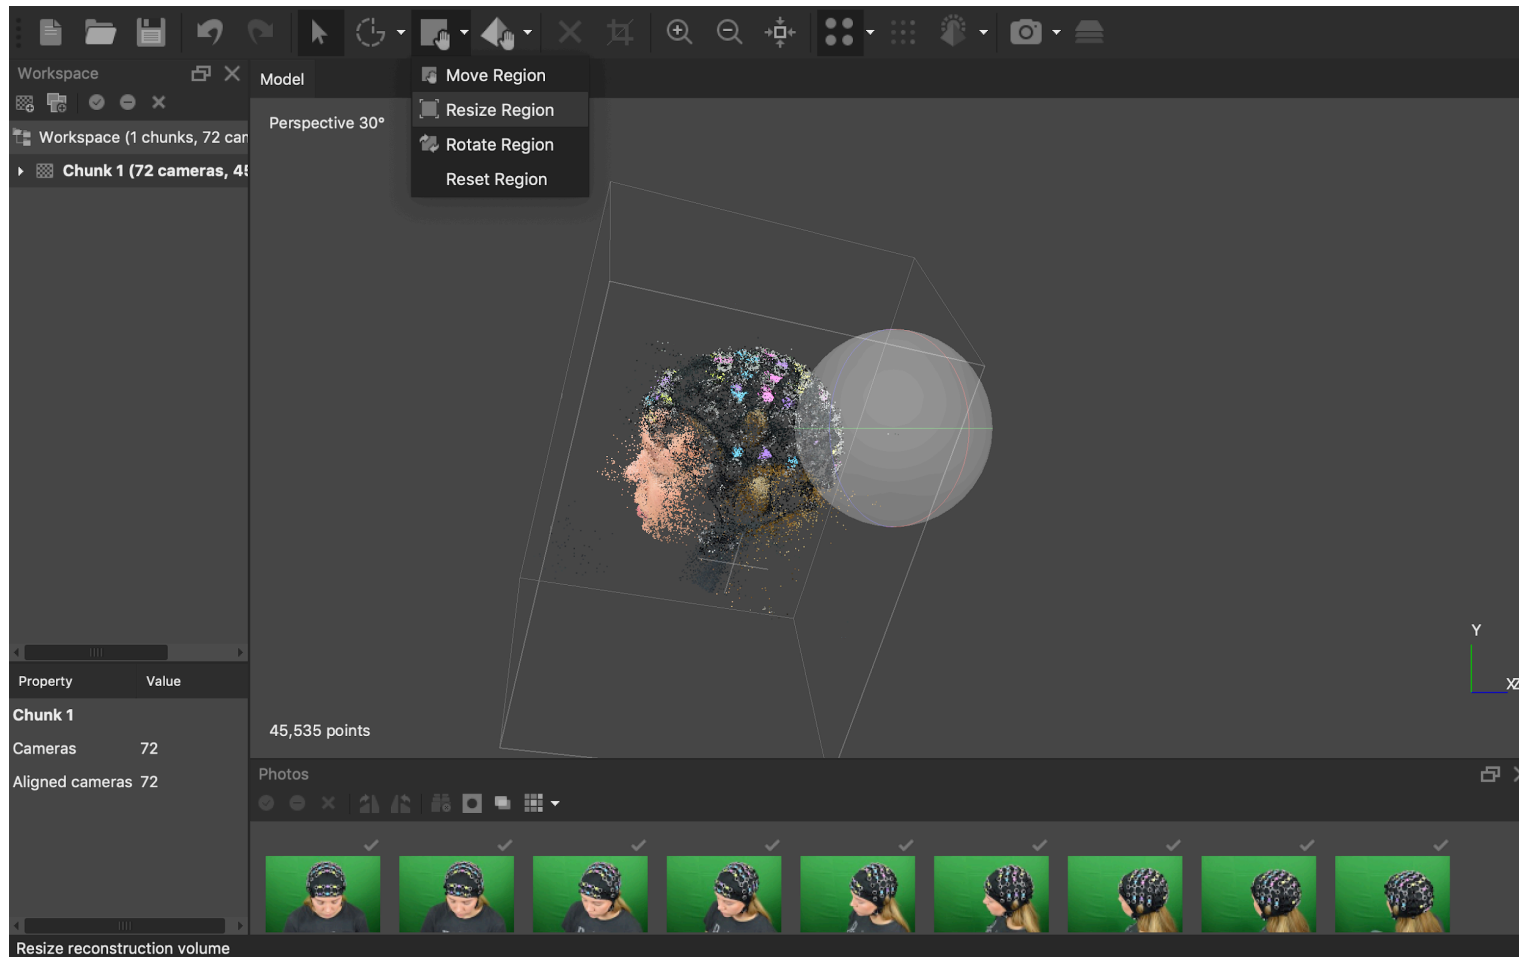 Workspace
Model
Move Region
Resize Region
Rotate Region
Reset Region
Perspective 30°
Workspace (1 chunks, 72 can
Chunk 1 (72 cameras, 45
Property Value
Chunk 1
Cameras 72
Aligned cameras 72
45,535 points
Y
XZ
Photos
Resize reconstruction volume